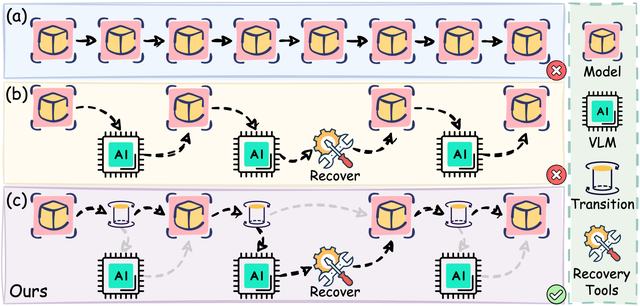 (a)
(b)
AI
AI
Recover
AI
(c)
AI
AI
Recover
AI
Ours
Model
AI
VLM
Transition
Recovery
Tools